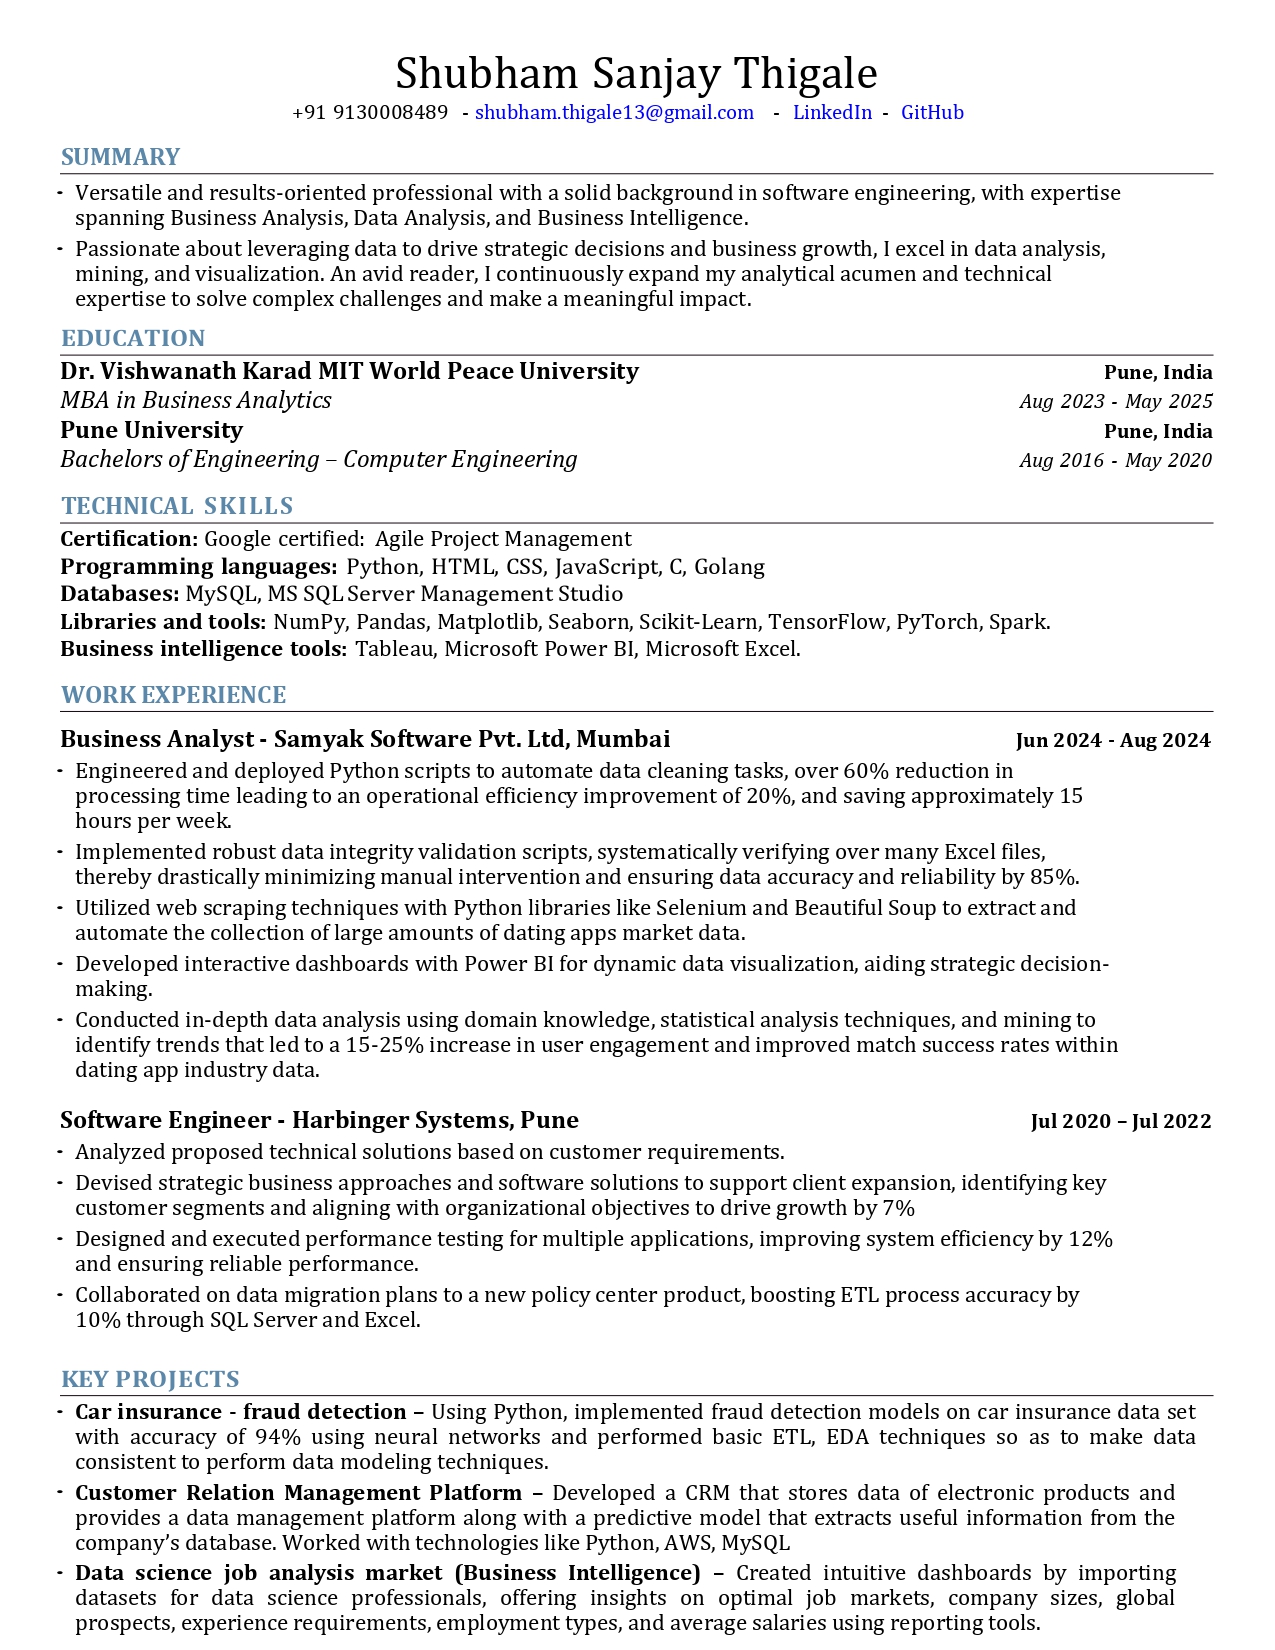 Shubham Sanjay Thigale
+91 9130008489 - shubham.thigale13@gmail.com - LinkedIn - GitHub
SUMMARY
- Versatile and results-oriented professional with a solid background in software engineering, with expertise
spanning Business Analysis, Data Analysis, and Business Intelligence.
- Passionate about leveraging data to drive strategic decisions and business growth, I excel in data analysis,
mining, and visualization. An avid reader, I continuously expand my analytical acumen and technical
expertise to solve complex challenges and make a meaningful impact.
EDUCATION
Dr. Vishwanath Karad MIT World Peace University Pune, India
MBA in Business Analytics Aug 2023 - May 2025
Pune University Pune, India
Bachelors of Engineering – Computer Engineering Aug 2016 - May 2020
TECHNICAL SKILLS
Certification: Google certified: Agile Project Management
Programming languages: Python, HTML, CSS, JavaScript, C, Golang
Databases: MySQL, MS SQL Server Management Studio
Libraries and tools: NumPy, Pandas, Matplotlib, Seaborn, Scikit-Learn, TensorFlow, PyTorch, Spark.
Business intelligence tools: Tableau, Microsoft Power BI, Microsoft Excel.
WORK EXPERIENCE
Business Analyst - Samyak Software Pvt. Ltd, Mumbai Jun 2024 - Aug 2024
- Engineered and deployed Python scripts to automate data cleaning tasks, over 60% reduction in
processing time leading to an operational efficiency improvement of 20%, and saving approximately 15
hours per week.
- Implemented robust data integrity validation scripts, systematically verifying over many Excel files,
thereby drastically minimizing manual intervention and ensuring data accuracy and reliability by 85%.
- Utilized web scraping techniques with Python libraries like Selenium and Beautiful Soup to extract and
automate the collection of large amounts of dating apps market data.
- Developed interactive dashboards with Power BI for dynamic data visualization, aiding strategic decision-
making.
- Conducted in-depth data analysis using domain knowledge, statistical analysis techniques, and mining to
identify trends that led to a 15-25% increase in user engagement and improved match success rates within
dating app industry data.
Software Engineer - Harbinger Systems, Pune Jul 2020 – Jul 2022
- Analyzed proposed technical solutions based on customer requirements.
- Devised strategic business approaches and software solutions to support client expansion, identifying key
customer segments and aligning with organizational objectives to drive growth by 7%
- Designed and executed performance testing for multiple applications, improving system efficiency by 12%
and ensuring reliable performance.
- Collaborated on data migration plans to a new policy center product, boosting ETL process accuracy by
10% through SQL Server and Excel.
KEY PROJECTS
- Car insurance - fraud detection – Using Python, implemented fraud detection models on car insurance data set
with accuracy of 94% using neural networks and performed basic ETL, EDA techniques so as to make data
consistent to perform data modeling techniques.
- Customer Relation Management Platform – Developed a CRM that stores data of electronic products and
provides a data management platform along with a predictive model that extracts useful information from the
company’s database. Worked with technologies like Python, AWS, MySQL
- Data science job analysis market (Business Intelligence) – Created intuitive dashboards by importing
datasets for data science professionals, offering insights on optimal job markets, company sizes, global
prospects, experience requirements, employment types, and average salaries using reporting tools.